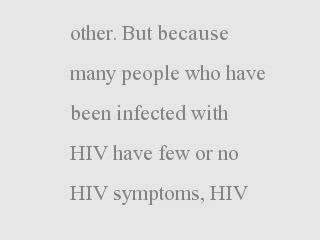 other. But because
many people who have
been infected with
HIV have few or no
HIV symptoms, HIV